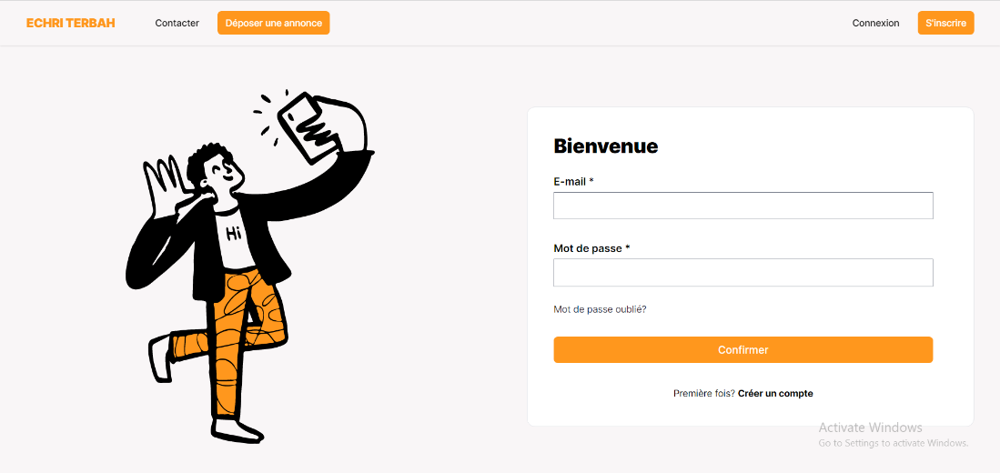 ECHRI TERBAH
Contacter
Déposer une annonce
Connexion
S'inscrire
Hi
Bienvenue
E-mail *
Mot de passe *
Mot de passe oublié?
Confirmer
Première fois? Créer un compte
Activate Windows
Go to Settings to activate Windows.